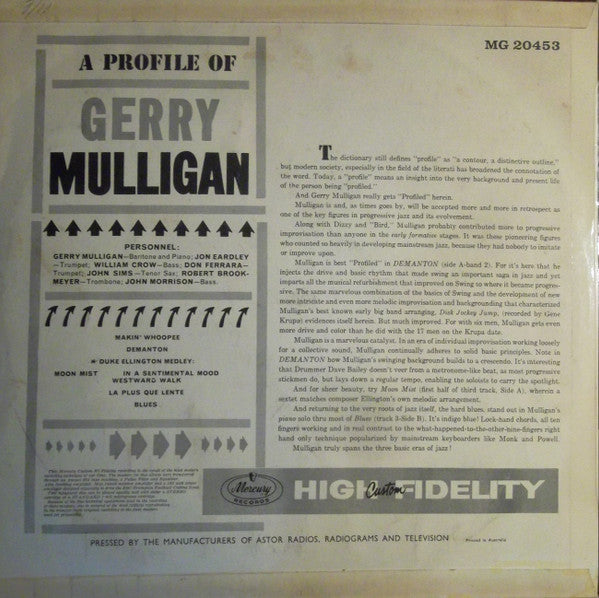 MG 20453
A PROFILE OF
GERRY
MULLIGAN
PERSONNEL:
GERRY MULLIGAN—Baritone and Piano; JON EARDLEY
—Trumpet; WILLIAM CROW—Bass; DON FERRARA—
Trumpet; JOHN SIMS—Tenor Sax; ROBERT BROOK-
MEYER—Trombone; JOHN MORRISON—Bass.
MAKIN' WHOOPEE
DEMANTON
*DUKE ELLINGTON MEDLEY:
MOON MIST IN A SENTIMENTAL MOOD
WESTWARD WALK
LA PLUS QUE LENTE
BLUES
The dictionary still defines "profile" as "a contour, a distinctive outline,"
but modern society, especially in the field of the literati has broadened the connotation of
the word. Today, a "profile" means an insight into the very background and present life
of the person being "profiled."
And Gerry Mulligan really gets "Profiled" herein.
Mulligan is and, as times goes by, will be accepted more and more in retrospect as
one of the key figures in progressive jazz and its evolvement.
Along with Dizzy and "Bird," Mulligan probably contributed more to progressive
improvisation than anyone in the early formative stages. It was these pioneering figures
who counted so heavily in developing mainstream jazz, because they had nobody to imitate
or improve upon.
Mulligan is best "Profiled" in DEMANTON (side A-band 2). For it's here that he
injects the drive and basic rhythm that made swing an important saga in jazz and yet
imparts all the musical refurbishment that improved on Swing to where it became progres-
sive. The same marvelous combination of the basics of Swing and the development of new
more intricate and even more melodic improvisation and backgrounding that characterized
Mulligan's best known early big band arranging, Disk Jockey Jump, (recorded by Gene
Krupa) evidences itself herein. But much improved. For with six men, Mulligan gets even
more drive and color than he did with the 17 men on the Krupa date.
Mulligan is a marvelous catalyst. In an era of individual improvisation working loosely
for a collective sound, Mulligan continually adheres to solid basic principles. Note in
DEMANTON how Mulligan's swinging background builds to a crescendo. It's interesting
that Drummer Dave Bailey doesn't veer from a metronome-like beat, as most progressive
stickmen do, but lays down a regular tempo, enabling the soloists to carry the spotlight.
And for sheer beauty, try Moon Mist (first half of third track, Side A), wherein a
sextet matches composer Ellington's own melodic arrangement.
And returning to the very roots of jazz itself, the hard blues, stand out in Mulligan's
piano solo thru most of Blues (track 3-Side B). It's indigo blue! Lock-hand chords, all ten
fingers working and in real contrast to the what-happened-to-the-other-nine-fingers right
hand only technique popularized by mainstream keyboarders like Monk and Powell.
Mulligan truly spans the three basic eras of jazz!
Mercury
RECORDS
HIGH Custom FIDELITY
PRESSED BY THE MANUFACTURERS OF ASTOR RADIOS, RADIOGRAMS AND TELEVISION
Printed in Australia